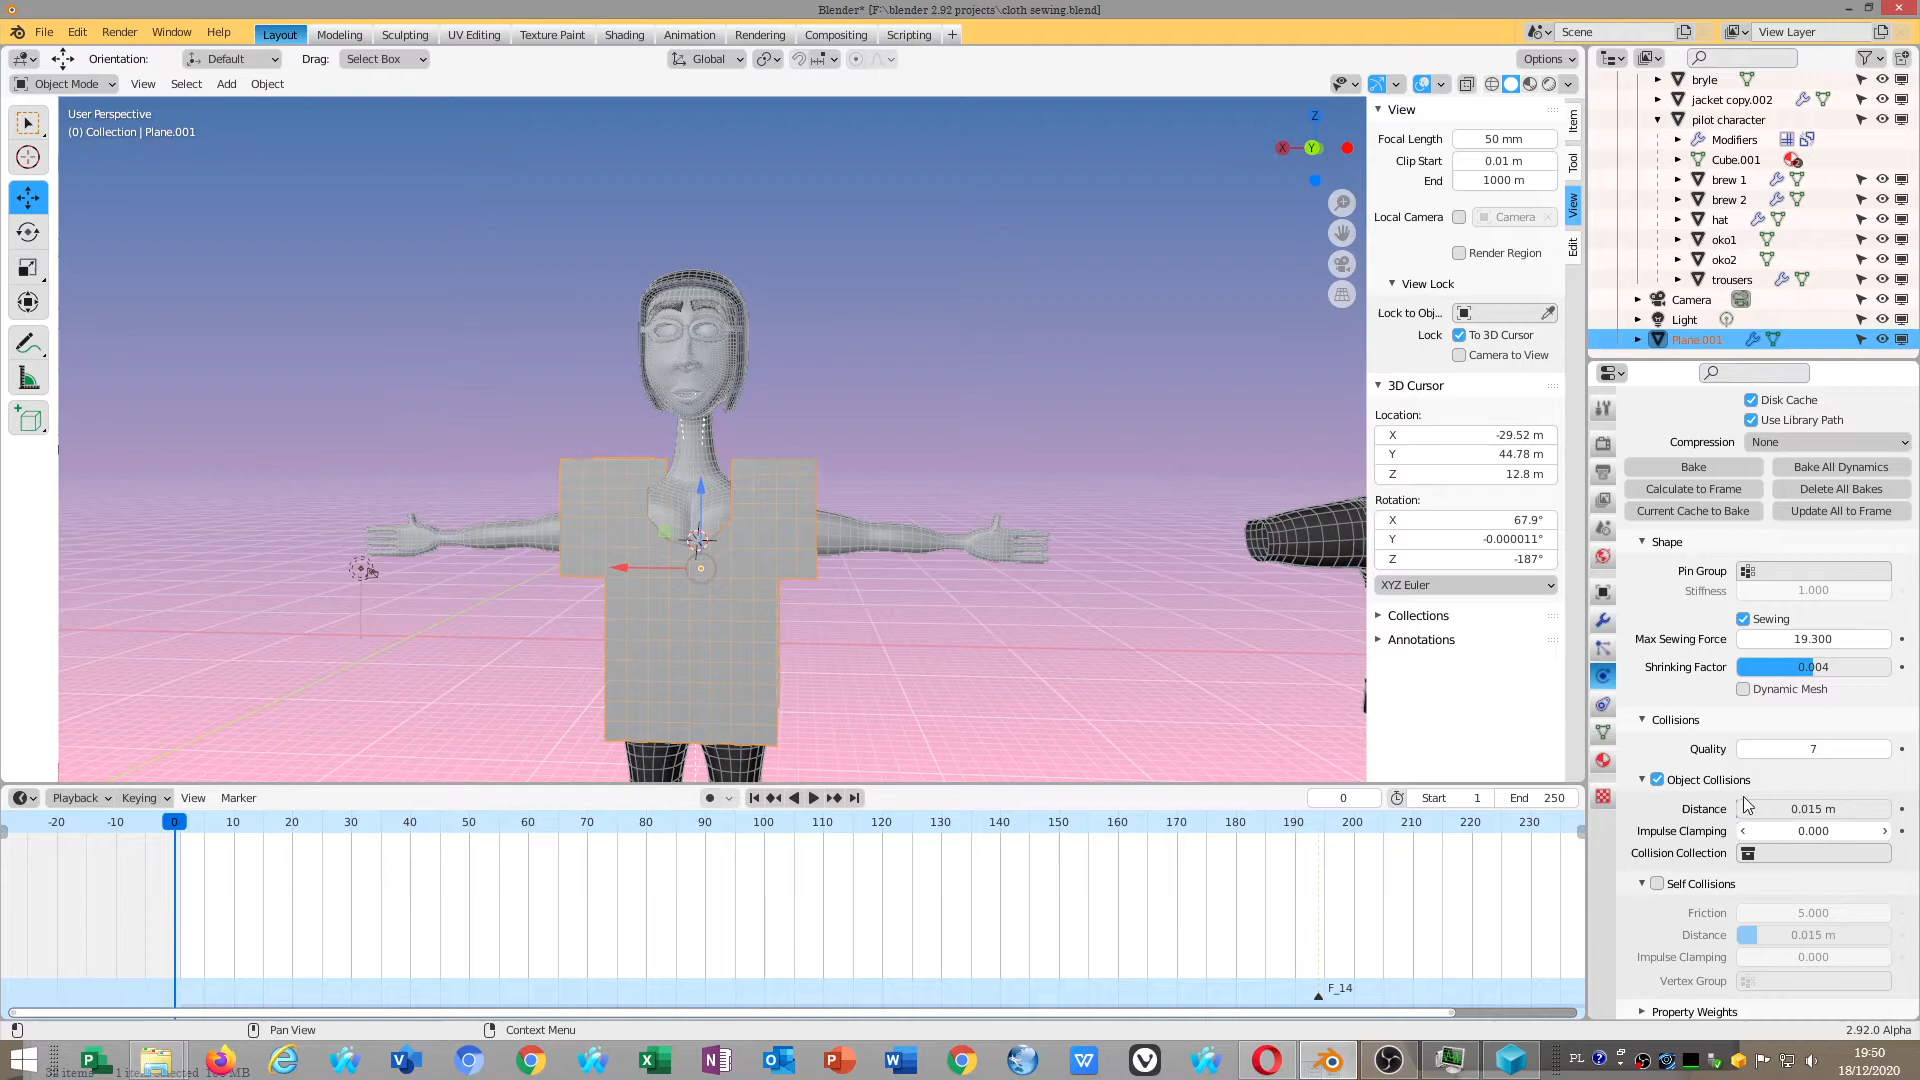 Blender* [F:\blender 2.92 projects\cloth sewing.blend]
File Edit Render Window Help
Layout Modeling Sculpting UV Editing Texture Paint Shading Animation Rendering Compositing Scripting +
Scene View Layer
Orientation: Default Drag: Select Box Global Options
Object Mode View Select Add Object
User Perspective
(0) Collection | Plane.001
Z
X Y
View
Focal Length 50 mm
Clip Start 0.01 m
End 1000 m
Local Camera Camera
Render Region
View Lock
Lock to Obj...
Lock To 3D Cursor
Camera to View
3D Cursor
Location:
X -29.52 m
Y 44.78 m
Z 12.8 m
Rotation:
X 67.9°
Y -0.000011°
Z -187°
XYZ Euler
Collections
Annotations
Item
Tool
View
Edit
bryle
jacket copy.002
pilot character
Modifiers
Cube.001 2
brew 1
brew 2
hat
oko1
oko2
trousers
Camera
Light
Plane.001
Disk Cache
Use Library Path
Compression None
Bake Bake All Dynamics
Calculate to Frame Delete All Bakes
Current Cache to Bake Update All to Frame
Shape
Pin Group
Stiffness 1.000
Sewing
Max Sewing Force 19.300
Shrinking Factor 0.004
Dynamic Mesh
Collisions
Quality 7
Object Collisions
Distance 0.015 m
Impulse Clamping 0.000
Collision Collection
Self Collisions
Friction 5.000
Distance 0.015 m
Impulse Clamping 0.000
Vertex Group
Property Weights
Playback Keying View Marker 0 Start 1 End 250
-20 -10 0 10 20 30 40 50 60 70 80 90 100 110 120 130 140 150 160 170 180 190 200 210 220 230
F_14
Pan View Context Menu 2.92.0 Alpha
PL 19:50
18/12/2020
32 items 1 item selected